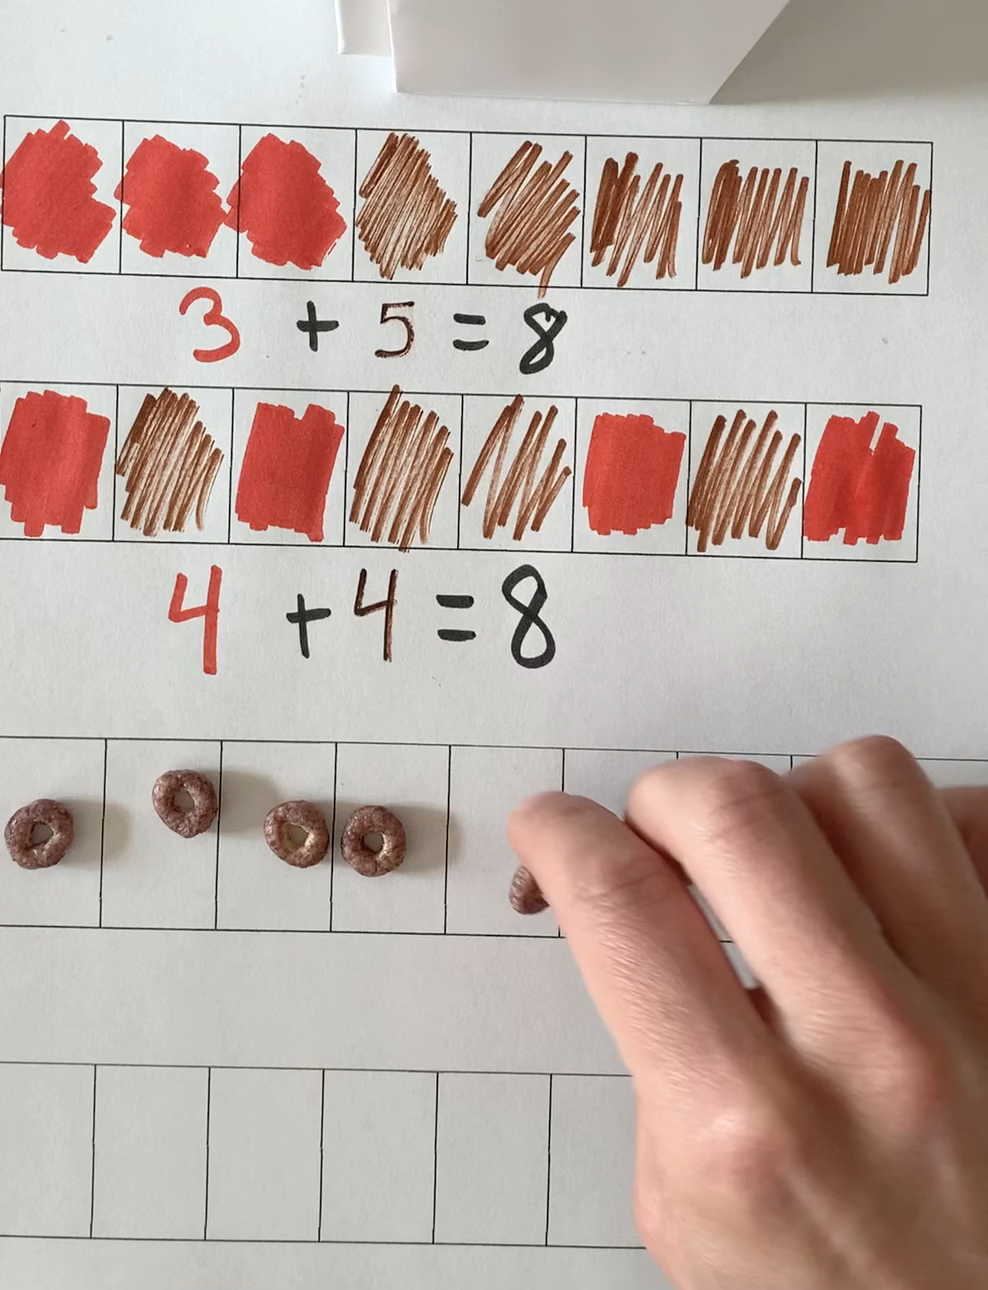 3 + 5 = 8
4 + 4 = 8